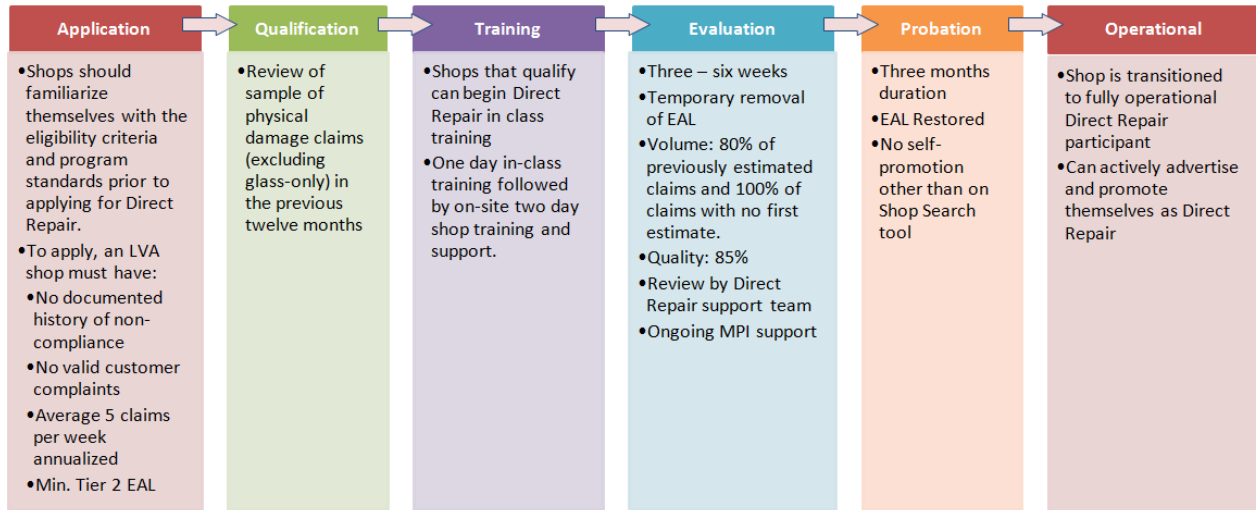 Application
•Shops should
familiarize
themselves with the
eligibility criteria
and program
standards prior to
applying for Direct
Repair.
•To apply, an LVA
shop must have:
•No documented
history of non-
compliance
•No valid customer
complaints
•Average 5 claims
per week
annualized
•Min. Tier 2 EAL
Qualification
•Review of
sample of
physical
damage claims
(excluding
glass-only) in
the previous
twelve months
Training
•Shops that qualify
can begin Direct
Repair in class
training
•One day in-class
training followed
by on-site two day
shop training and
support.
Evaluation
•Three – six weeks
•Temporary removal
of EAL
•Volume: 80% of
previously estimated
claims and 100% of
claims with no first
estimate.
•Quality: 85%
•Review by Direct
Repair support team
•Ongoing MPI support
Probation
•Three months
duration
•EAL Restored
•No self-
promotion
other than on
Shop Search
tool
Operational
•Shop is transitioned
to fully operational
Direct Repair
participant
•Can actively advertise
and promote
themselves as Direct
Repair